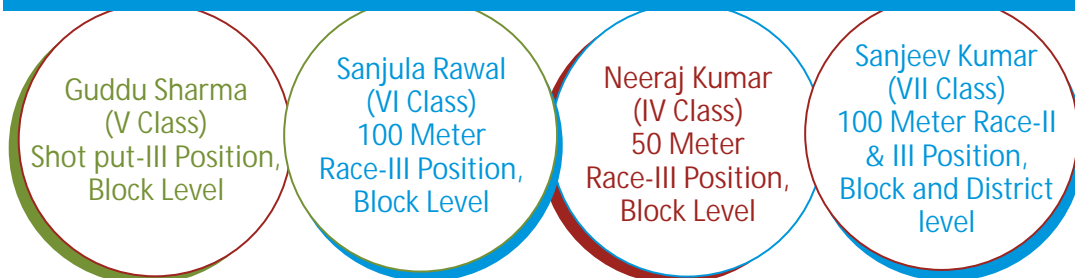 Guddu Sharma
(V Class)
Shot put-III Position,
Block Level
Sanjula Rawal
(VI Class)
100 Meter
Race-III Position,
Block Level
Neeraj Kumar
(IV Class)
50 Meter
Race-III Position,
Block Level
Sanjeev Kumar
(VII Class)
100 Meter Race-II
& III Position,
Block and District
level